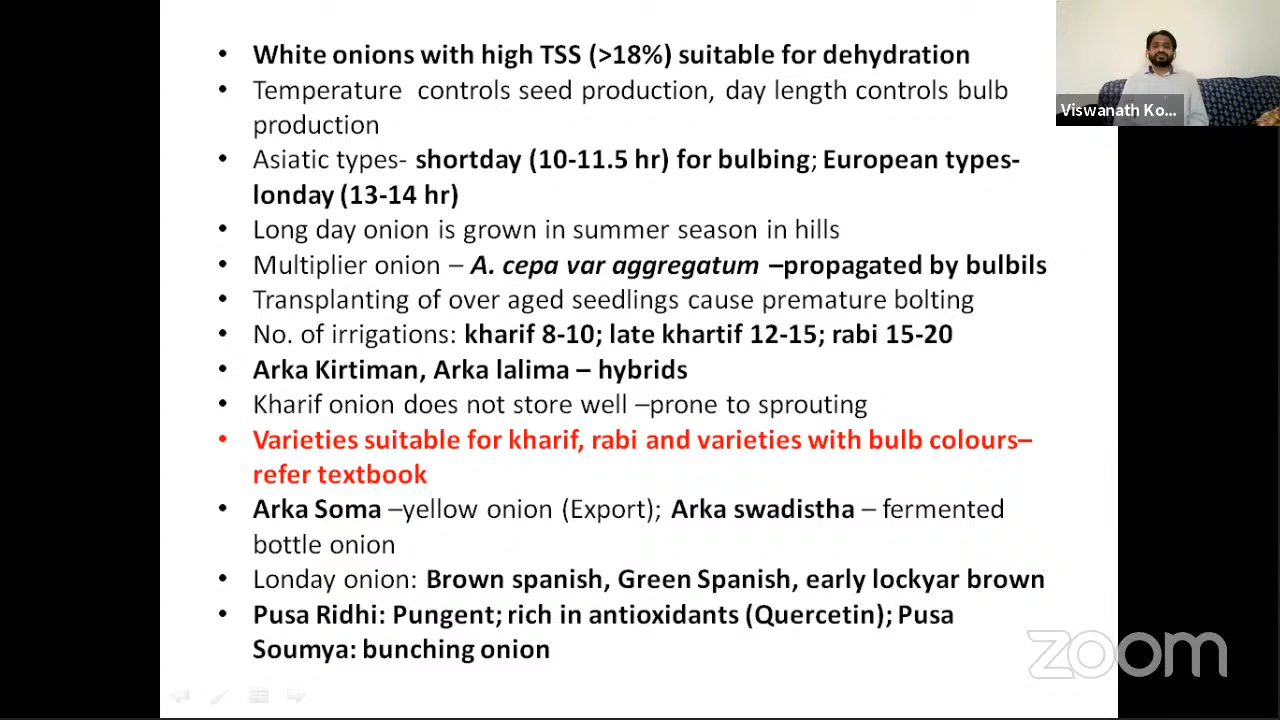 • White onions with high TSS (>18%) suitable for dehydration
• Temperature controls seed production, day length controls bulb
production
• Asiatic types- shortday (10-11.5 hr) for bulbing; European types-
londay (13-14 hr)
• Long day onion is grown in summer season in hills
• Multiplier onion – A. cepa var aggregatum –propagated by bulbils
• Transplanting of over aged seedlings cause premature bolting
• No. of irrigations: kharif 8-10; late khartif 12-15; rabi 15-20
• Arka Kirtiman, Arka lalima – hybrids
• Kharif onion does not store well –prone to sprouting
• Varieties suitable for kharif, rabi and varieties with bulb colours–
refer textbook
• Arka Soma –yellow onion (Export); Arka swadistha – fermented
bottle onion
• Londay onion: Brown spanish, Green Spanish, early lockyar brown
• Pusa Ridhi: Pungent; rich in antioxidants (Quercetin); Pusa
Soumya: bunching onion
Viswanath Ko...
zoom